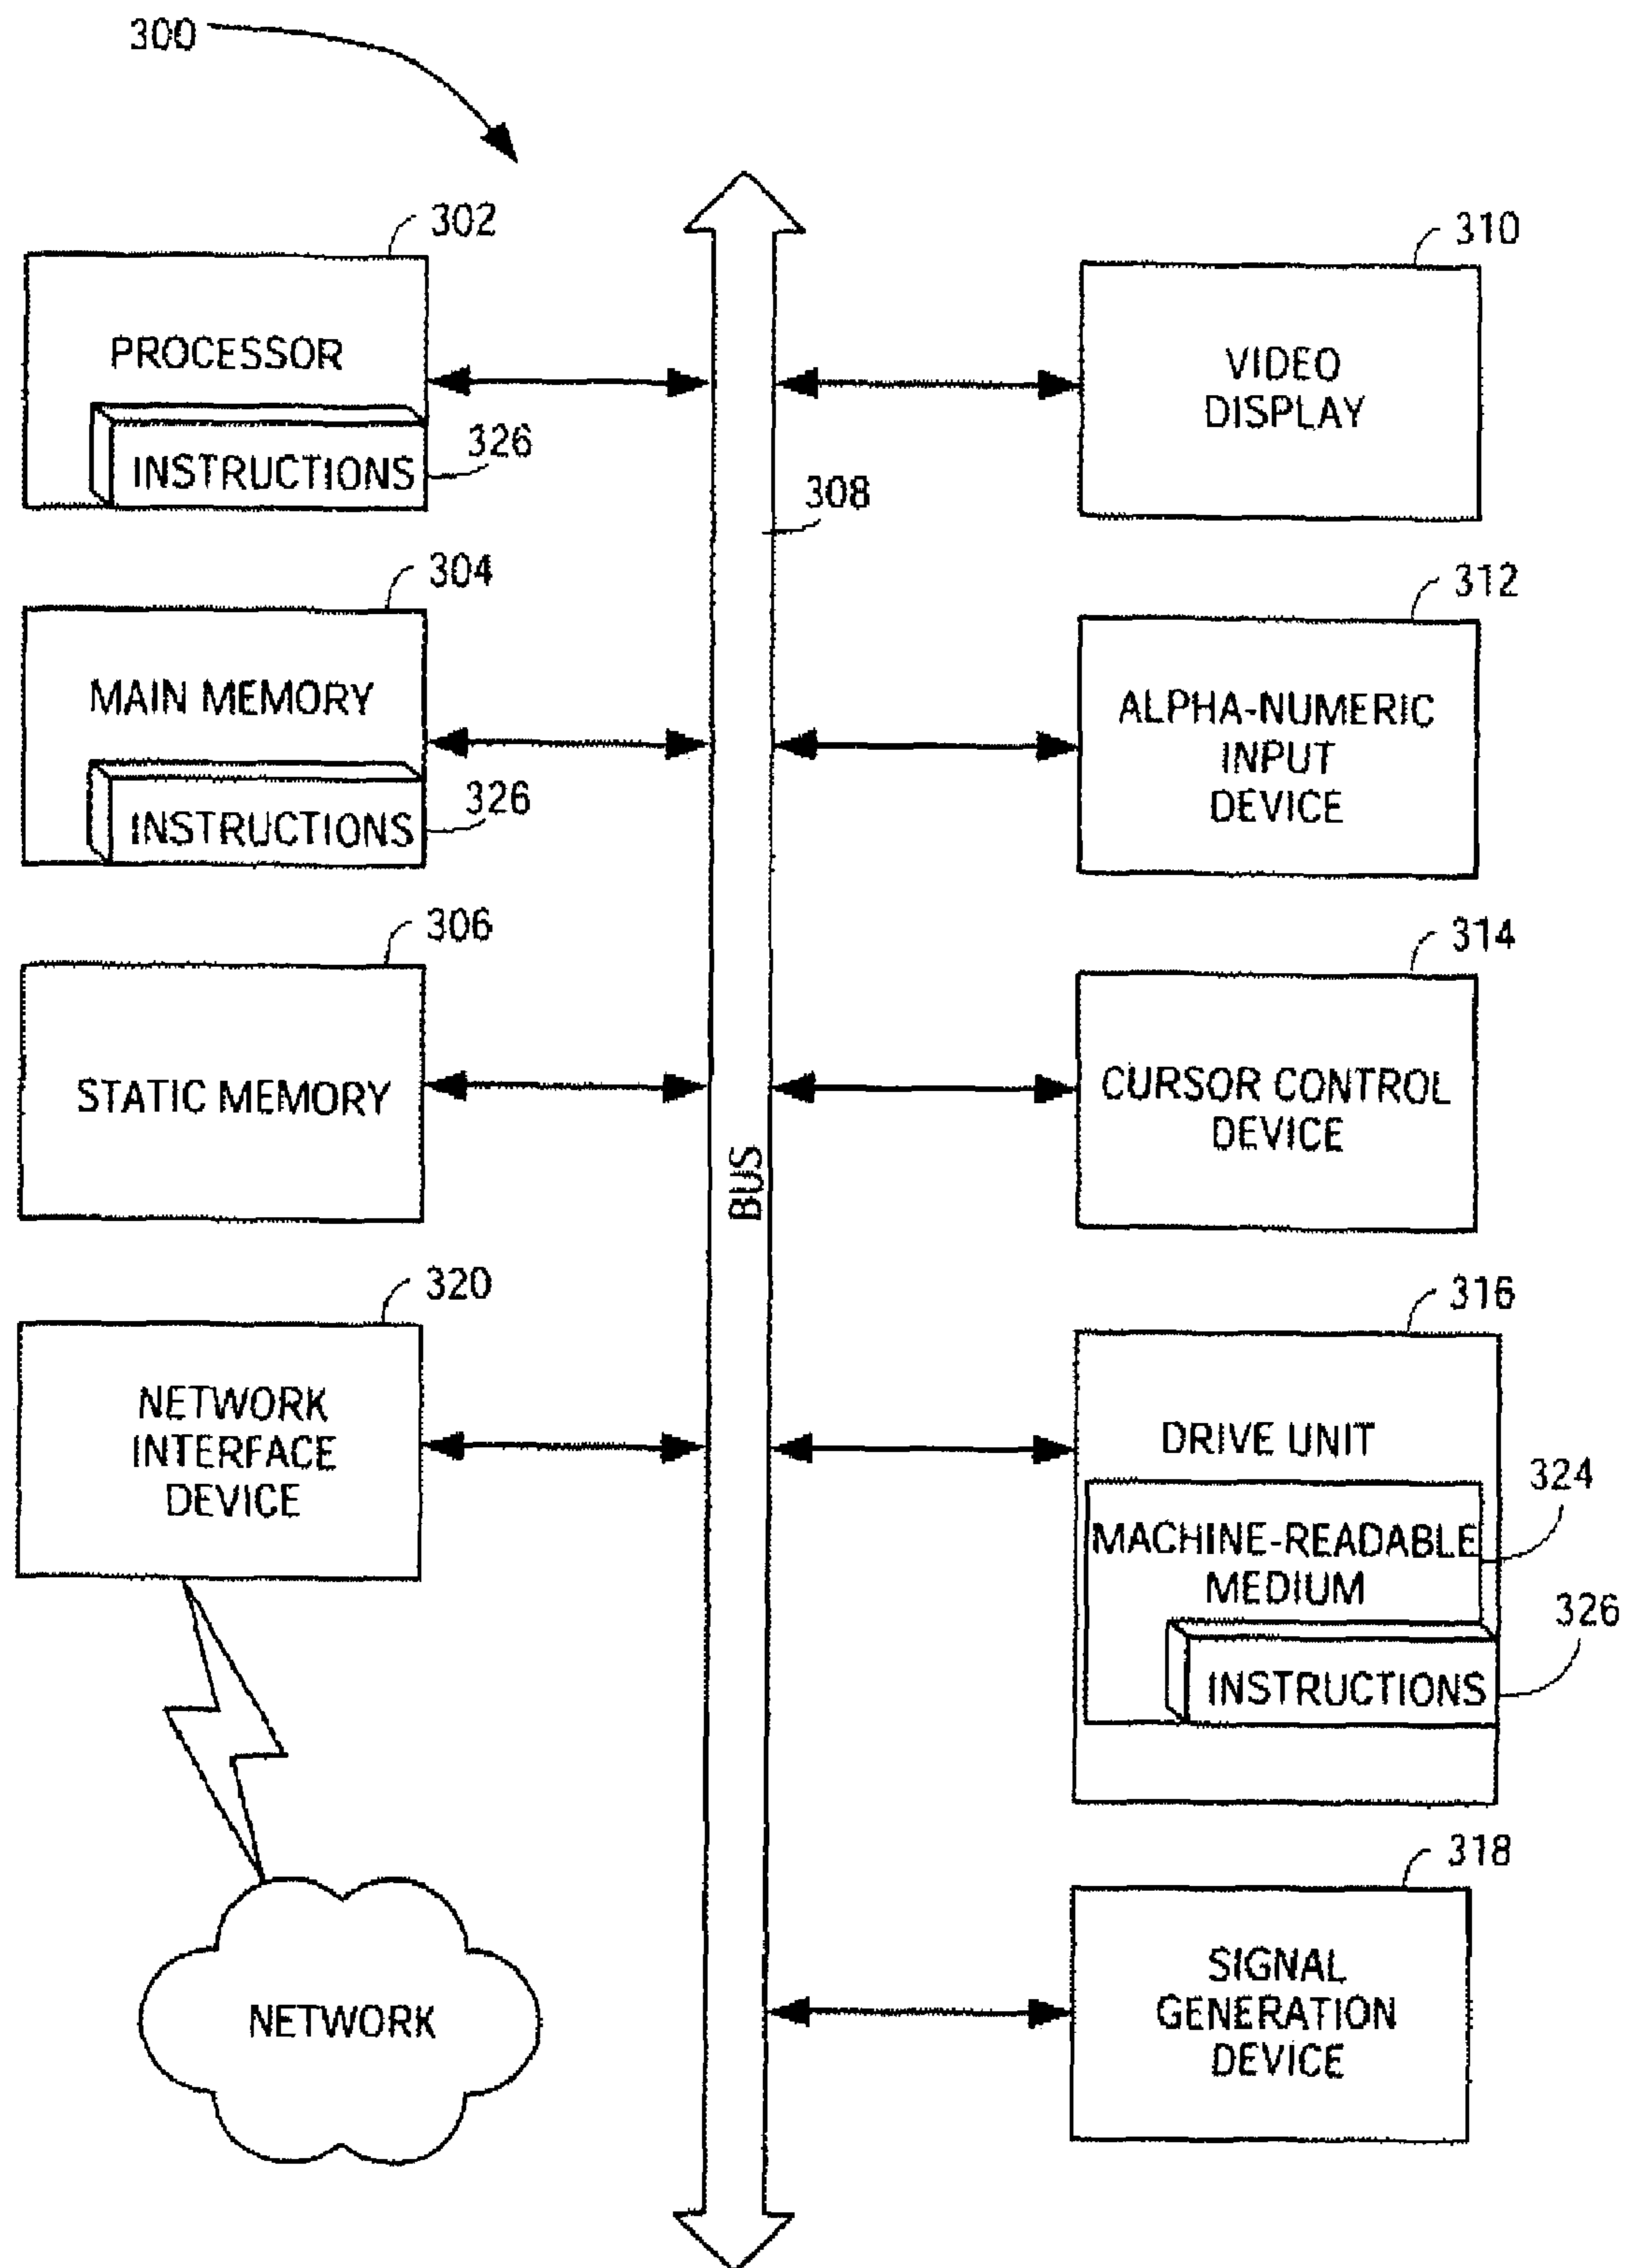 300
302
PROCESSOR
INSTRUCTIONS
326
304
MAIN MEMORY
INSTRUCTIONS
326
306
STATIC MEMORY
320
NETWORK
INTERFACE
DEVICE
NETWORK
308
BUS
310
VIDEO
DISPLAY
312
ALPHA-NUMERIC
INPUT
DEVICE
314
CURSOR CONTROL
DEVICE
316
DRIVE UNIT
324
MACHINE-READABLE
MEDIUM
326
INSTRUCTIONS
318
SIGNAL
GENERATION
DEVICE